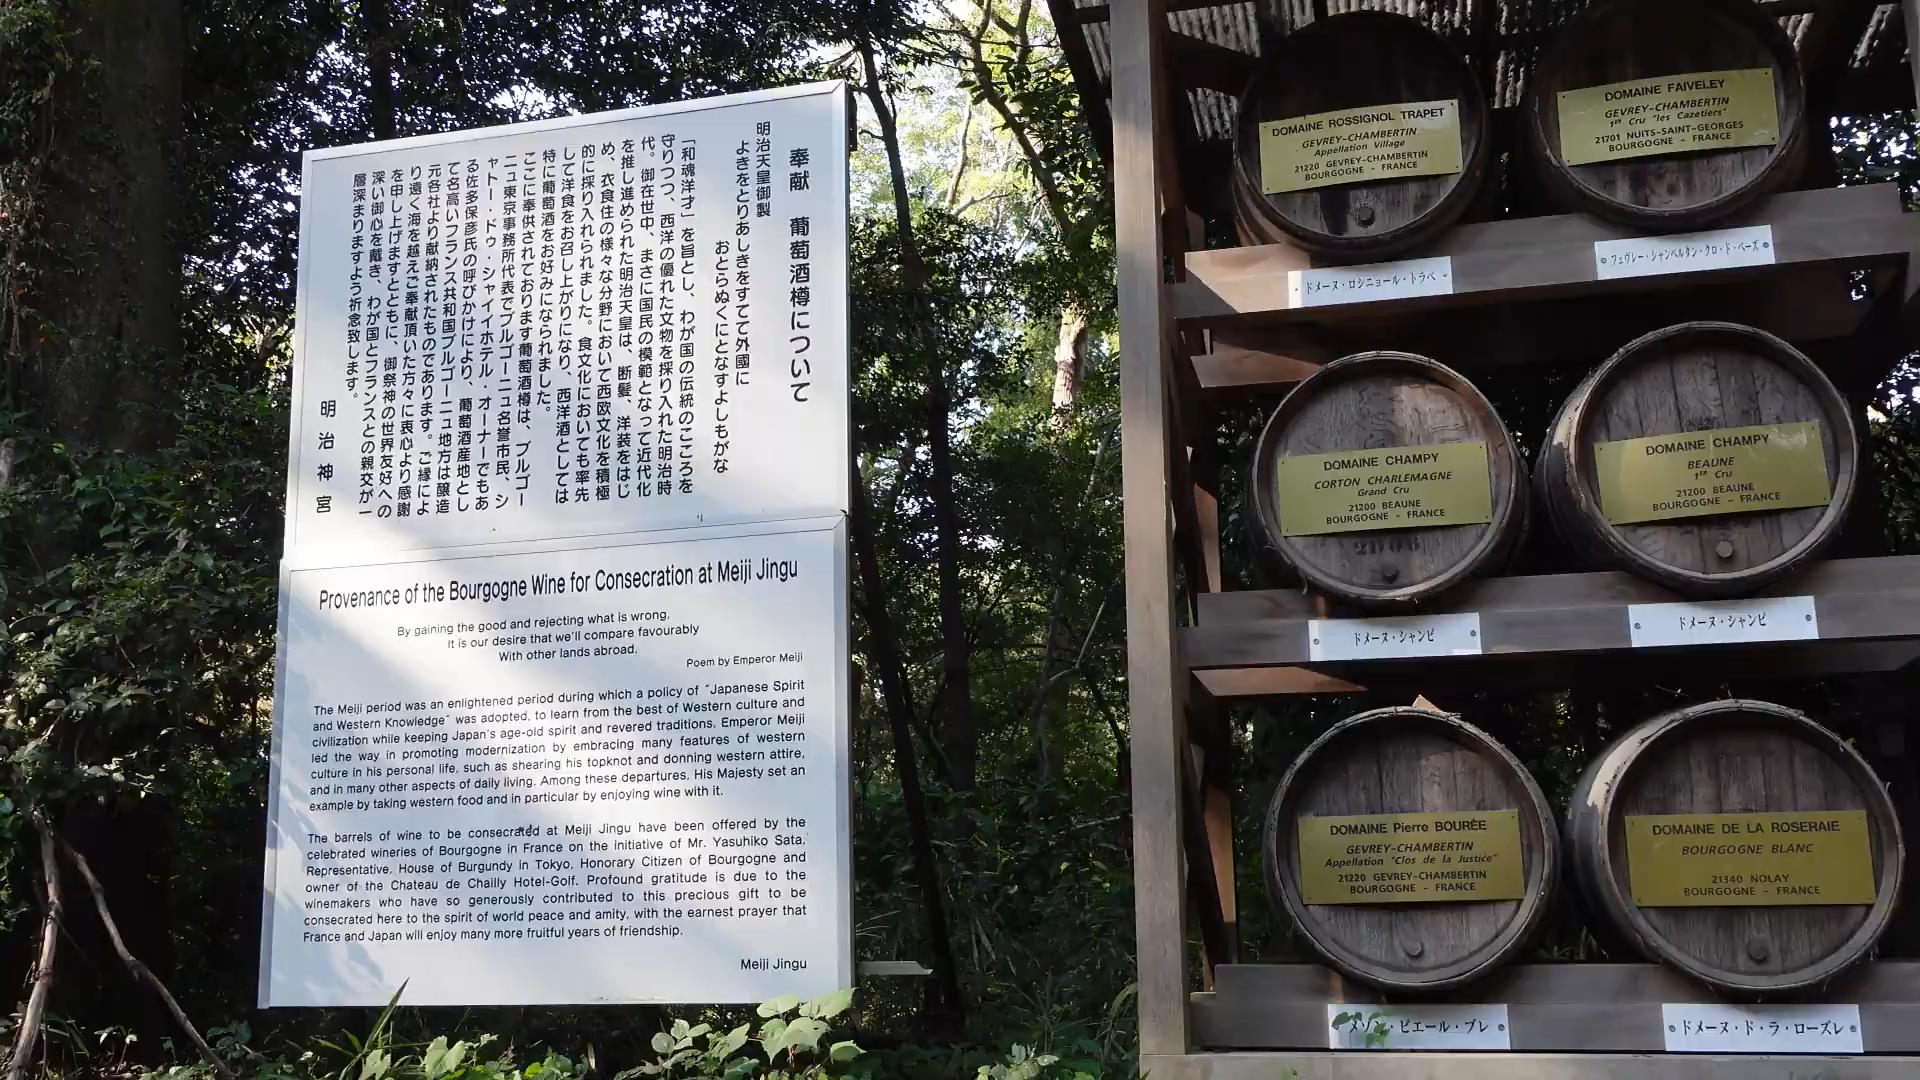 奉献　葡萄酒樽について
明治天皇御製
よきをとりあしきをすてて外國に
おとらぬくにとなすよしもがな
「和魂洋才」を旨とし、わが国の伝統のこころを
守りつつ、西洋の優れた文物を採り入れた明治時
代。御在世中、まさに国民の模範となって近代化
を推し進められた明治天皇は、断髪、洋装をはじ
め、衣食住の様々な分野において西欧文化を積極
的に採り入れられました。食文化においても率先
して洋食をお召し上がりになり、西洋酒としては
特に葡萄酒をお好みになられました。
ここに奉供されております葡萄酒樽は、ブルゴー
ニュ東京事務所代表でブルゴーニュ名誉市民、シ
ャトー・ドゥ・シャイイホテル・オーナーでもあ
る佐多保彦氏の呼びかけにより、葡萄酒産地とし
て名高いフランス共和国ブルゴーニュ地方は醸造
元各社より献納されたものであります。ご縁によ
り遠く海を越えご奉献頂いた方々に衷心より感謝
を申し上げますとともに、御祭神の世界友好への
深い御心を戴き、わが国とフランスとの親交が一
層深まりますよう祈念致します。
明治神宮
Provenance of the Bourgogne Wine for Consecration at Meiji Jingu
By gaining the good and rejecting what is wrong,
It is our desire that we'll compare favourably
With other lands abroad.
Poem by Emperor Meiji
The Meiji period was an enlightened period during which a policy of "Japanese Spirit
and Western Knowledge" was adopted, to learn from the best of Western culture and
civilization while keeping Japan's age-old spirit and revered traditions. Emperor Meiji
led the way in promoting modernization by embracing many features of western
culture in his personal life, such as shearing his topknot and donning western attire,
and in many other aspects of daily living. Among these departures, His Majesty set an
example by taking western food and in particular by enjoying wine with it.
The barrels of wine to be consecrated at Meiji Jingu have been offered by the
celebrated wineries of Bourgogne in France on the initiative of Mr. Yasuhiko Sata,
Representative, House of Burgundy in Tokyo, Honorary Citizen of Bourgogne and
owner of the Chateau de Chailly Hotel-Golf. Profound gratitude is due to the
winemakers who have so generously contributed to this precious gift to be
consecrated here to the spirit of world peace and amity, with the earnest prayer that
France and Japan will enjoy many more fruitful years of friendship.
Meiji Jingu
DOMAINE ROSSIGNOL TRAPET
GEVREY-CHAMBERTIN
Appellation Village
21220 GEVREY-CHAMBERTIN
BOURGOGNE - FRANCE
ドメーヌ・ロシニョール・トラペ
DOMAINE FAIVELEY
GEVREY-CHAMBERTIN
1ER Cru "les Cazetiers"
21701 NUITS-SAINT-GEORGES
BOURGOGNE - FRANCE
フェヴレー・シャンベルタン・クロ・ド・ベーズ
DOMAINE CHAMPY
CORTON CHARLEMAGNE
Grand Cru
21200 BEAUNE
BOURGOGNE - FRANCE
2006
ドメーヌ・シャンピ
DOMAINE CHAMPY
BEAUNE
1ER Cru
21200 BEAUNE
BOURGOGNE - FRANCE
ドメーヌ・シャンピ
DOMAINE Pierre BOURÉE
GEVREY-CHAMBERTIN
Appellation "Clos de la Justice"
21220 GEVREY-CHAMBERTIN
BOURGOGNE - FRANCE
メゾン・ピエール・ブレ
DOMAINE DE LA ROSERAIE
BOURGOGNE BLANC
21340 NOLAY
BOURGOGNE - FRANCE
ドメーヌ・ド・ラ・ローズレ